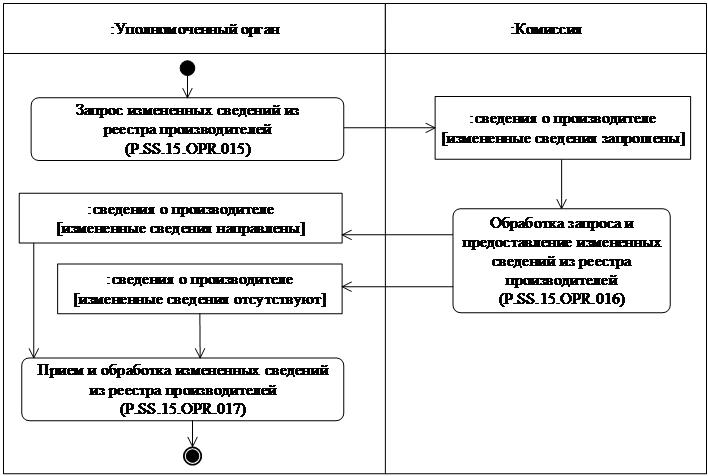 :Уполномоченный орган
:Комиссия
Запрос измененных сведений из
реестра производителей
(P.SS.15.OPR.015)
:сведения о производителе
[измененные сведения запрошены]
:сведения о производителе
[измененные сведения направлены]
Обработка запроса и
предоставление измененных
сведений из реестра
производителей
(P.SS.15.OPR.016)
:сведения о производителе
[измененные сведения отсутствуют]
Прием и обработка измененных сведений
из реестра производителей
(P.SS.15.OPR.017)